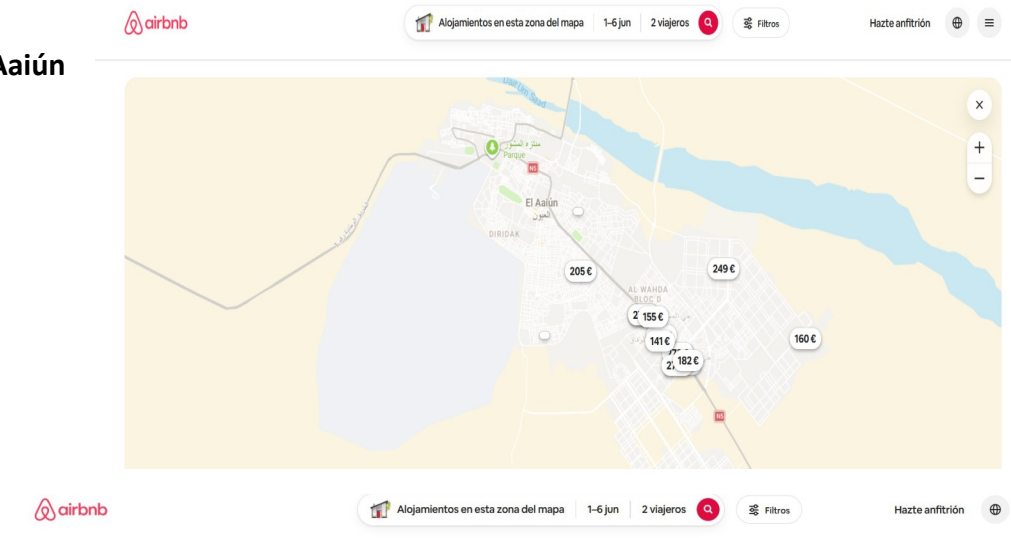 airbnb
Alojamientos en esta zona del mapa 1–6 jun 2 viajeros Filtros Hazte anfitrión
Aaiún
منتزه المشور
Parque
N5
El Aaiún
العيون
DIRIDAK
205 €
249 €
AL WAHDA
BLOC D
155 €
141 €
160 €
182 €
N5
airbnb
Alojamientos en esta zona del mapa 1–6 jun 2 viajeros Filtros Hazte anfitrión